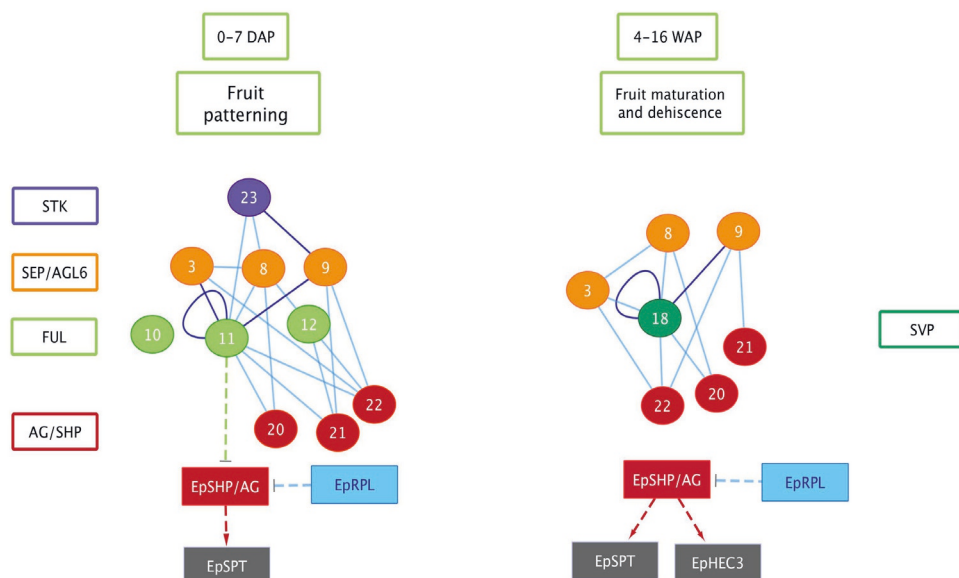 0–7 DAP
4–16 WAP
Fruit
patterning
Fruit maturation
and dehiscence
STK
SEP/AGL6
FUL
AG/SHP
SVP
23
3
8
9
10
11
12
20
21
22
EpSHP/AG
EpRPL
EpSPT
8
9
3
18
21
20
22
EpSHP/AG
EpRPL
EpSPT
EpHEC3